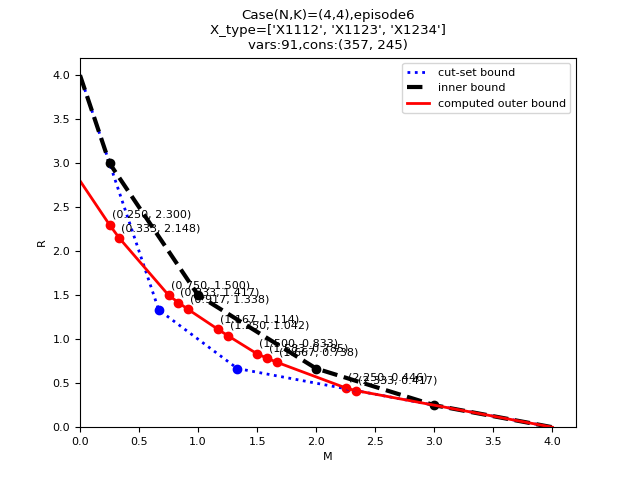 Case(N,K)=(4,4),episode6
X_type=['X1112', 'X1123', 'X1234']
vars:91,cons:(357, 245)
cut-set bound
inner bound
computed outer bound
R
4.0
3.5
3.0
2.5
2.0
1.5
1.0
0.5
0.0
(0.250, 2.300)
(0.333, 2.148)
(0.750, 1.500)
(0.833, 1.417)
(0.917, 1.338)
(1.167, 1.114)
(1.250, 1.042)
(1.500, 0.833)
(1.667, 0.738)
(2.250, 0.446)
(2.333, 0.417)
0.0 0.5 1.0 1.5 2.0 2.5 3.0 3.5 4.0
M